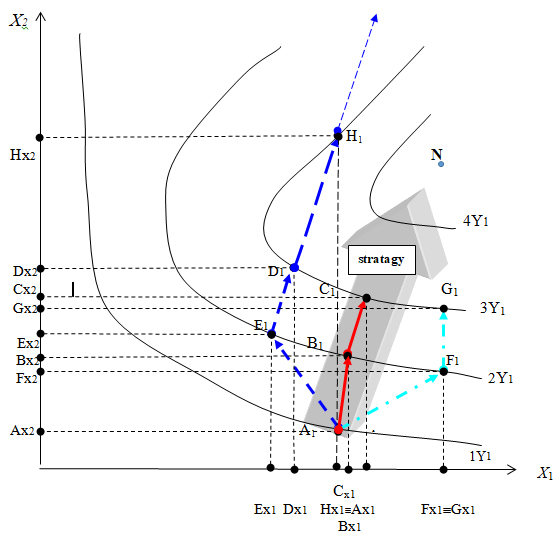 X2
H1
Hx2
N
4Y1
stratagy
Dx2
D1
Cx2
C1
G1
Gx2
3Y1
E1
Ex2
B1
Bx2
F1
Fx2
2Y1
Ax2
A1
1Y1
X1
Cx1
Ex1 Dx1 Hx1≡Ax1 Fx1≡Gx1
Bx1